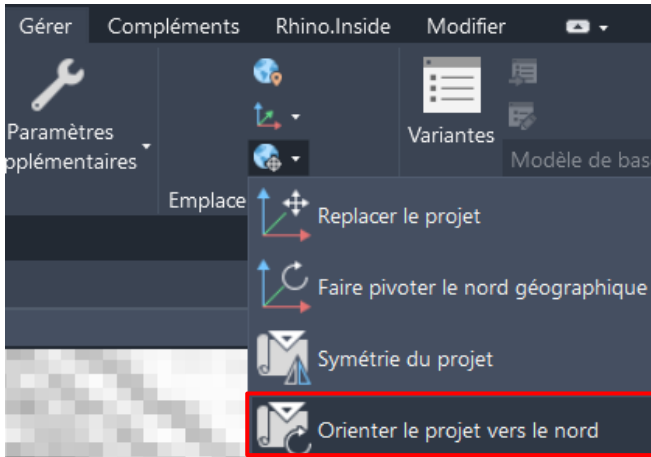 Gérer Compléments Rhino.Inside Modifier
Paramètres
pplémentaires
Variantes
Modèle de bas
Emplace
Replacer le projet
Faire pivoter le nord géographique
Symétrie du projet
Orienter le projet vers le nord